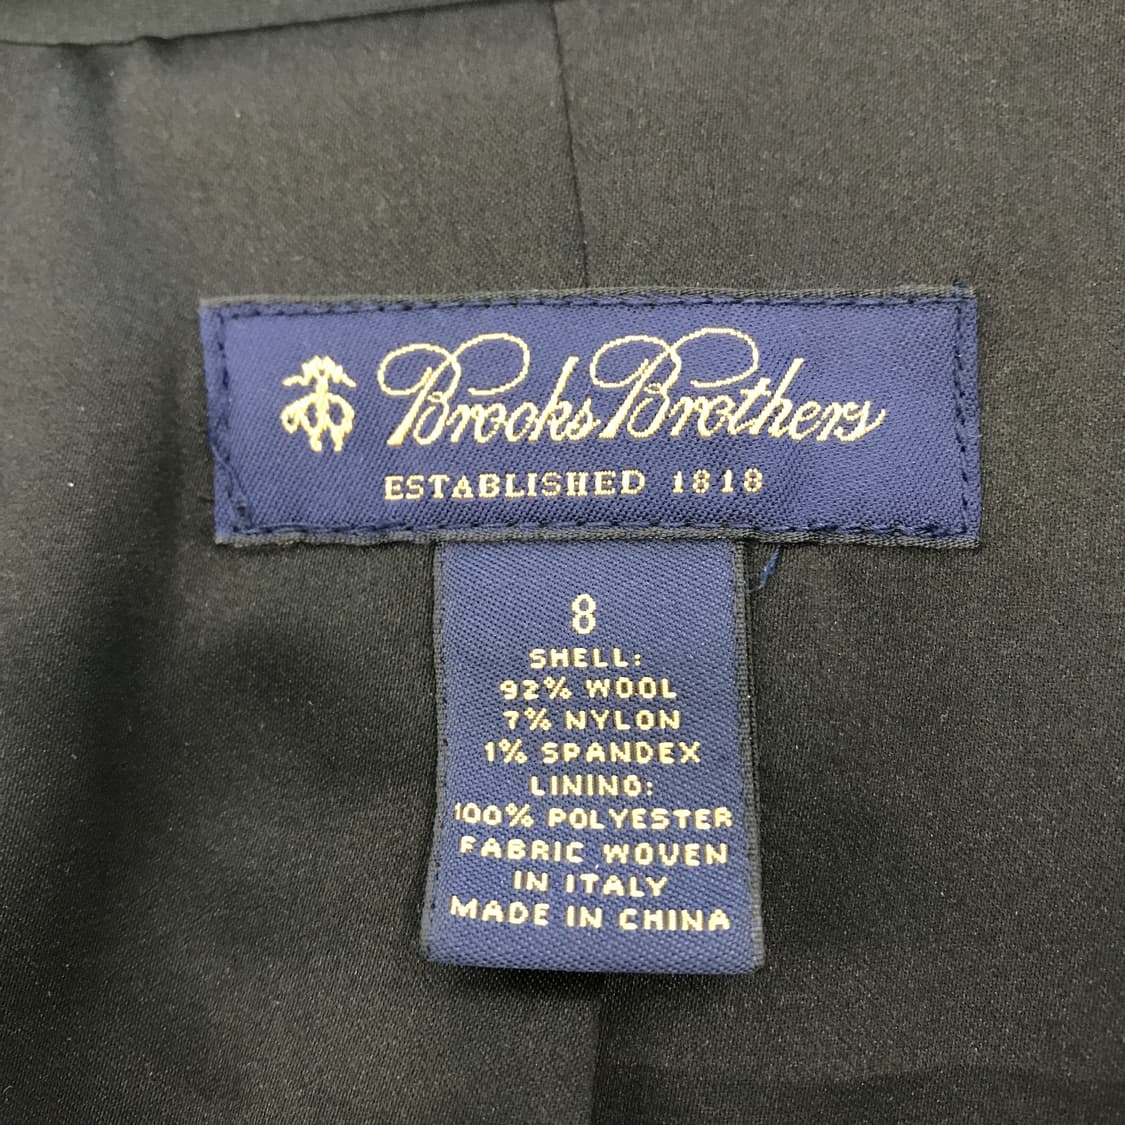 Brooks Brothers
ESTABLISHED 1818
8
SHELL:
92% WOOL
7% NYLON
1% SPANDEX
LINING:
100% POLYESTER
FABRIC WOVEN
IN ITALY
MADE IN CHINA